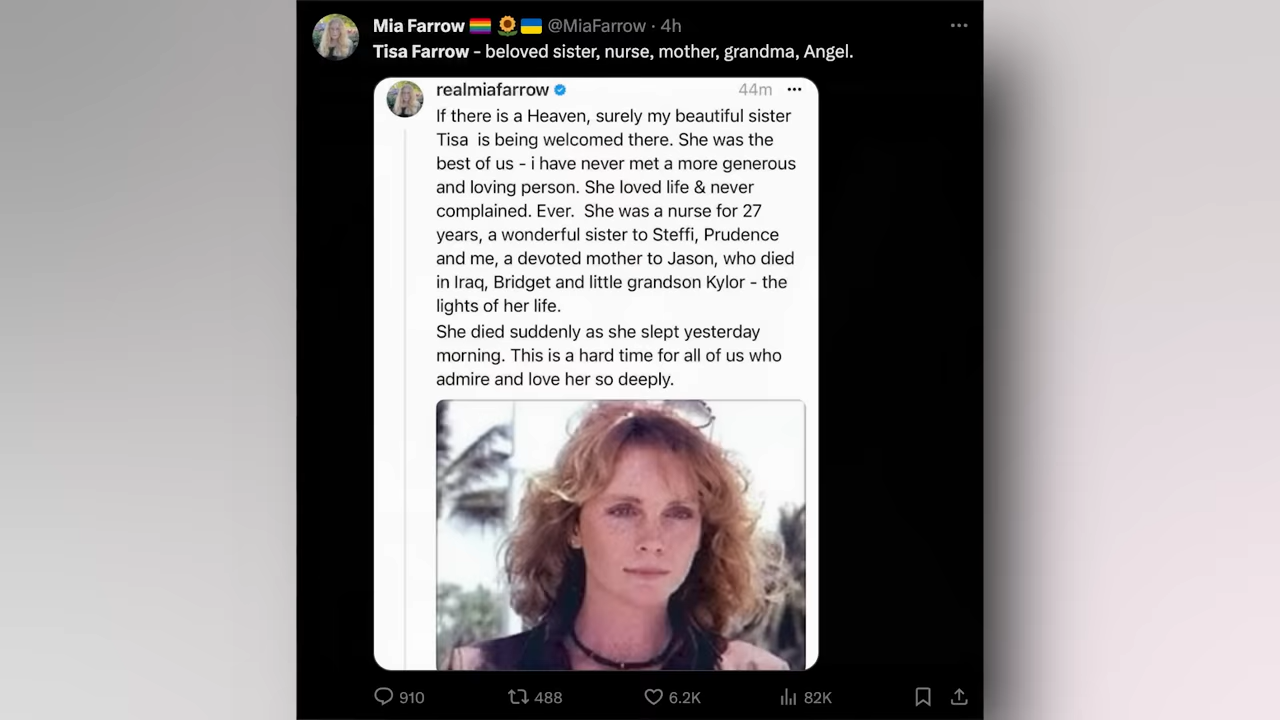 Mia Farrow 🏳️‍🌈 🌻🇺🇦 @MiaFarrow · 4h
Tisa Farrow - beloved sister, nurse, mother, grandma, Angel.
realmiafarrow 44m
If there is a Heaven, surely my beautiful sister
Tisa  is being welcomed there. She was the
best of us - i have never met a more generous
and loving person. She loved life & never
complained. Ever.  She was a nurse for 27
years, a wonderful sister to Steffi, Prudence
and me, a devoted mother to Jason, who died
in Iraq, Bridget and little grandson Kylor - the
lights of her life.
She died suddenly as she slept yesterday
morning. This is a hard time for all of us who
admire and love her so deeply.
910 488 6.2K 82K